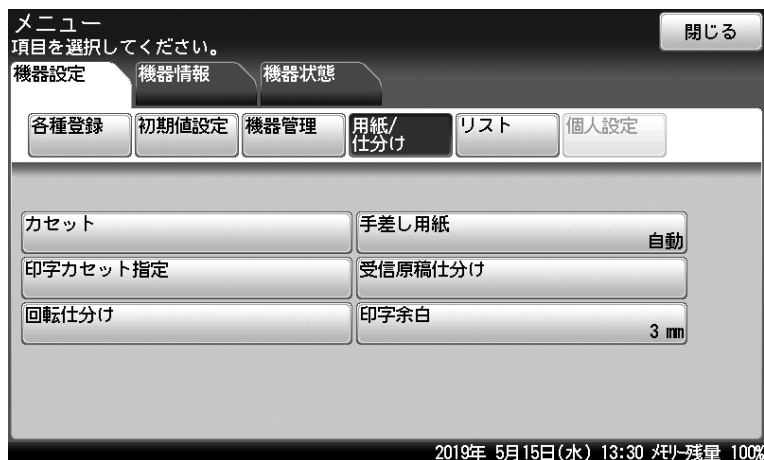 メニュー
項目を選択してください。
閉じる
機器設定 機器情報 機器状態
各種登録 初期値設定 機器管理 用紙/
仕分け リスト 個人設定
カセット
手差し用紙
自動
印字カセット指定
受信原稿仕分け
回転仕分け
印字余白
3 mm
2019年 5月15日(水) 13:30 ﾒﾓﾘｰ残量 100%